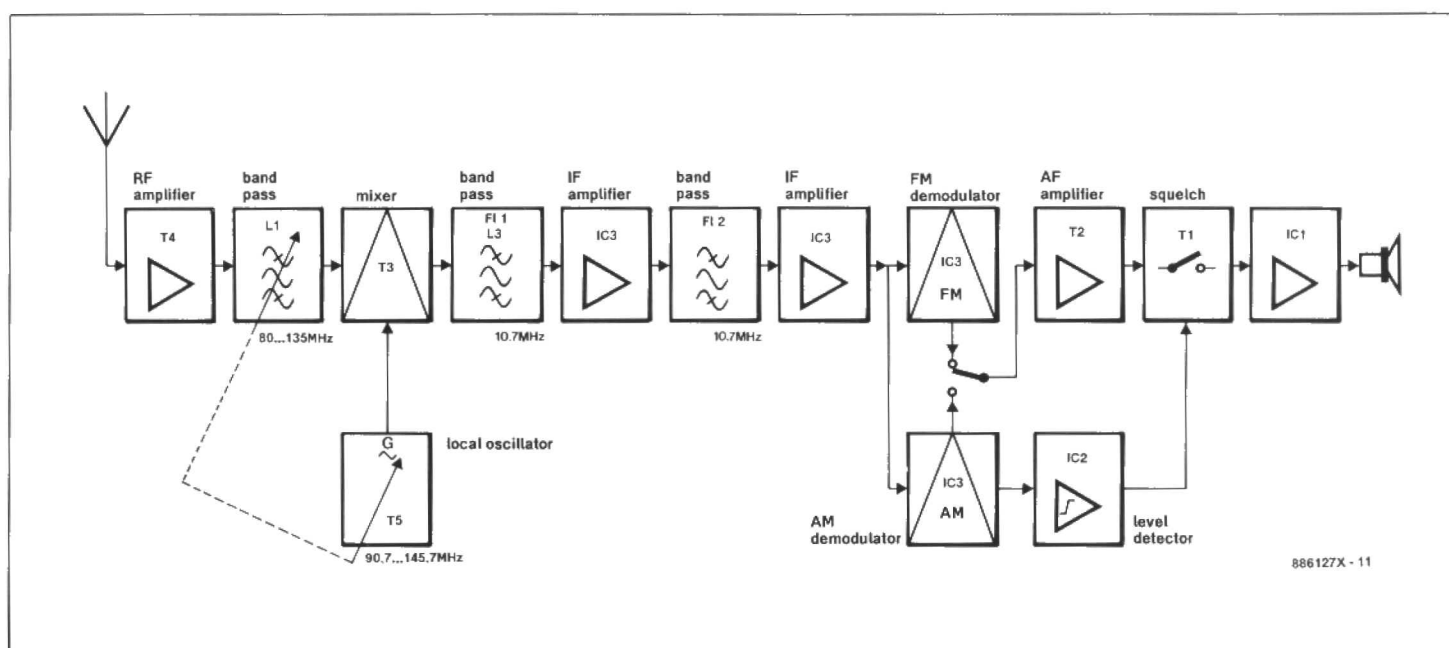 RF
amplifier
T4
band
pass
L1
80...135MHz
mixer
T3
band
pass
FI 1
L3
10.7MHz
IF
amplifier
IC3
band
pass
FI 2
10.7MHz
IF
amplifier
IC3
FM
demodulator
IC3
FM
AF
amplifier
T2
squelch
T1
IC1
G
T5
local oscillator
90.7...145.7MHz
AM
demodulator
IC3
AM
IC2
level
detector
886127X - 11